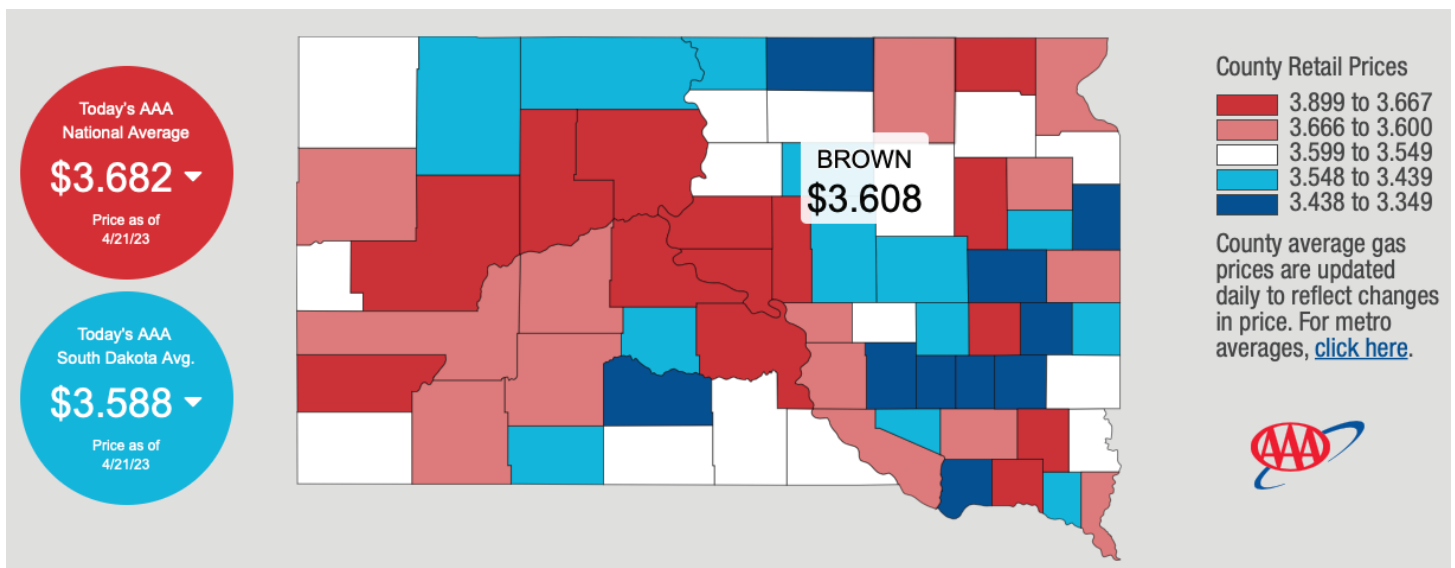 Today's AAA
National Average
$3.682
Price as of
4/21/23
Today's AAA
South Dakota Avg.
$3.588
Price as of
4/21/23
BROWN
$3.608
County Retail Prices
3.899 to 3.667
3.666 to 3.600
3.599 to 3.549
3.548 to 3.439
3.438 to 3.349
County average gas
prices are updated
daily to reflect changes
in price. For metro
averages, click here.
AAA